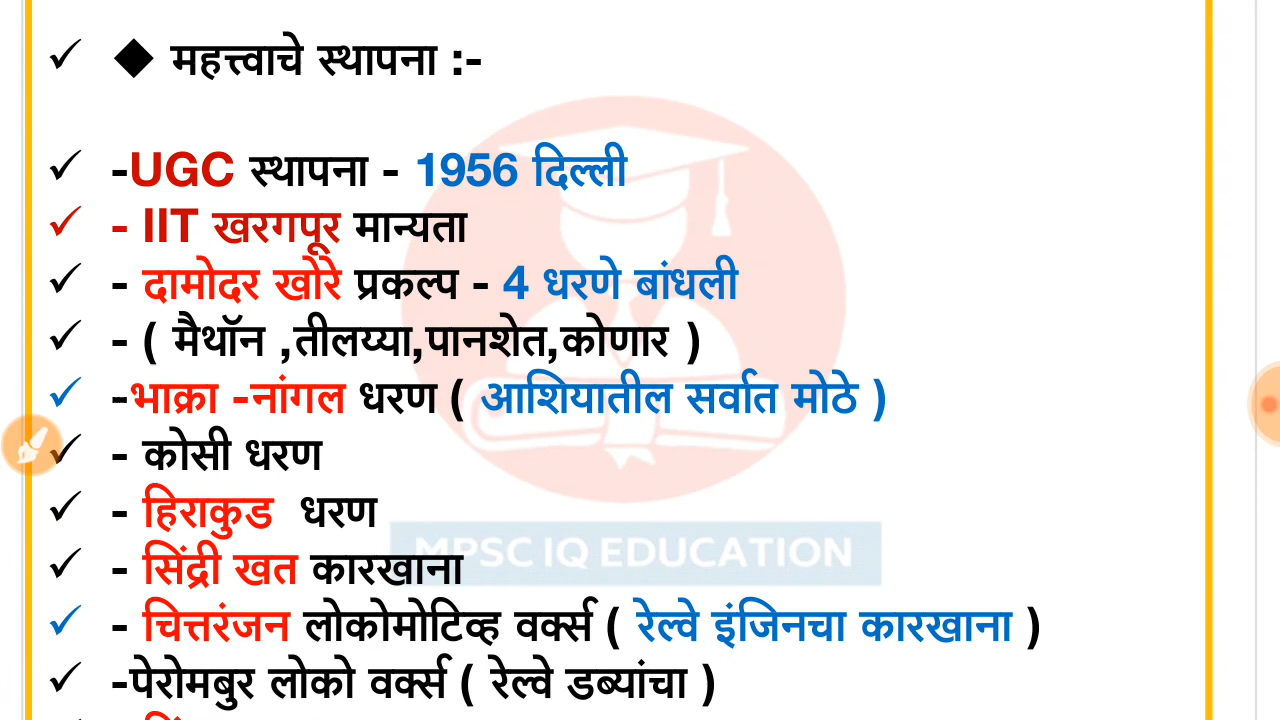 ✓ ◆ महत्त्वाचे स्थापना :-
✓ -UGC स्थापना - 1956 दिल्ली
✓ - IIT खरगपूर मान्यता
✓ - दामोदर खोरे प्रकल्प - 4 धरणे बांधली
✓ - ( मैथॉन ,तीलय्या,पानशेत,कोणार )
✓ -भाक्रा -नांगल धरण ( आशियातील सर्वात मोठे )
✓ - कोसी धरण
✓ - हिराकुड धरण
✓ - सिंद्री खत कारखाना
✓ - चित्तरंजन लोकोमोटिव्ह वर्क्स ( रेल्वे इंजिनचा कारखाना )
✓ -पेरोमबुर लोको वर्क्स ( रेल्वे डब्यांचा )
MPSC IQ EDUCATION